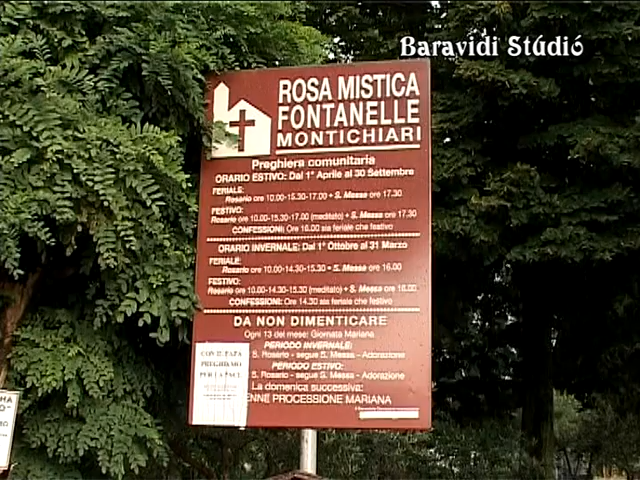 Baravidi Stúdió
ROSA MISTICA
FONTANELLE
MONTICHIARI
Preghiera comunitaria
ORARIO ESTIVO: Dal 1° Aprile al 30 Settembre
FERIALE:
Rosario ore 10.00-15.30-17.00 + S. Messa ore 17.30
FESTIVO:
Rosario ore 10.00-15.30-17.00 (meditato) + S. Messa ore 17.30
CONFESSIONI: Ore 16.00 sia feriale che festivo
ORARIO INVERNALE: Dal 1° Ottobre al 31 Marzo
FERIALE:
Rosario ore 10.00-14.30-15.30 + S. Messa ore 16.00
FESTIVO:
Rosario ore 10.00-14.30-15.30 (meditato) + S. Messa ore 16.00
CONFESSIONI: Ore 14.30 sia feriale che festivo
DA NON DIMENTICARE
Ogni 13 del mese: Giornata Mariana
PERIODO INVERNALE:
S. Rosario - segue S. Messa - Adorazione
PERIODO ESTIVO:
S. Rosario - segue S. Messa - Adorazione
La domenica successiva:
ENNE PROCESSIONE MARIANA
PREGHIAMO
PER LA